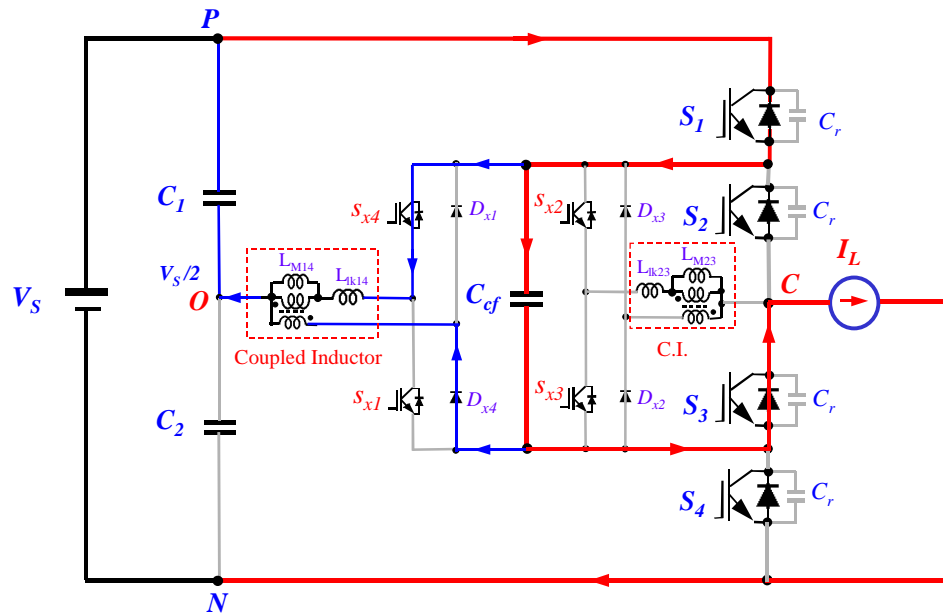 P
S1
Cr
C1
sx4
Dx1
sx2
Dx3
S2
Cr
LM14
Llk14
VS/2
LM23
Llk23
IL
VS
O
Ccf
C
Coupled Inductor
C.I.
C2
sx1
Dx4
sx3
Dx2
S3
Cr
S4
Cr
N